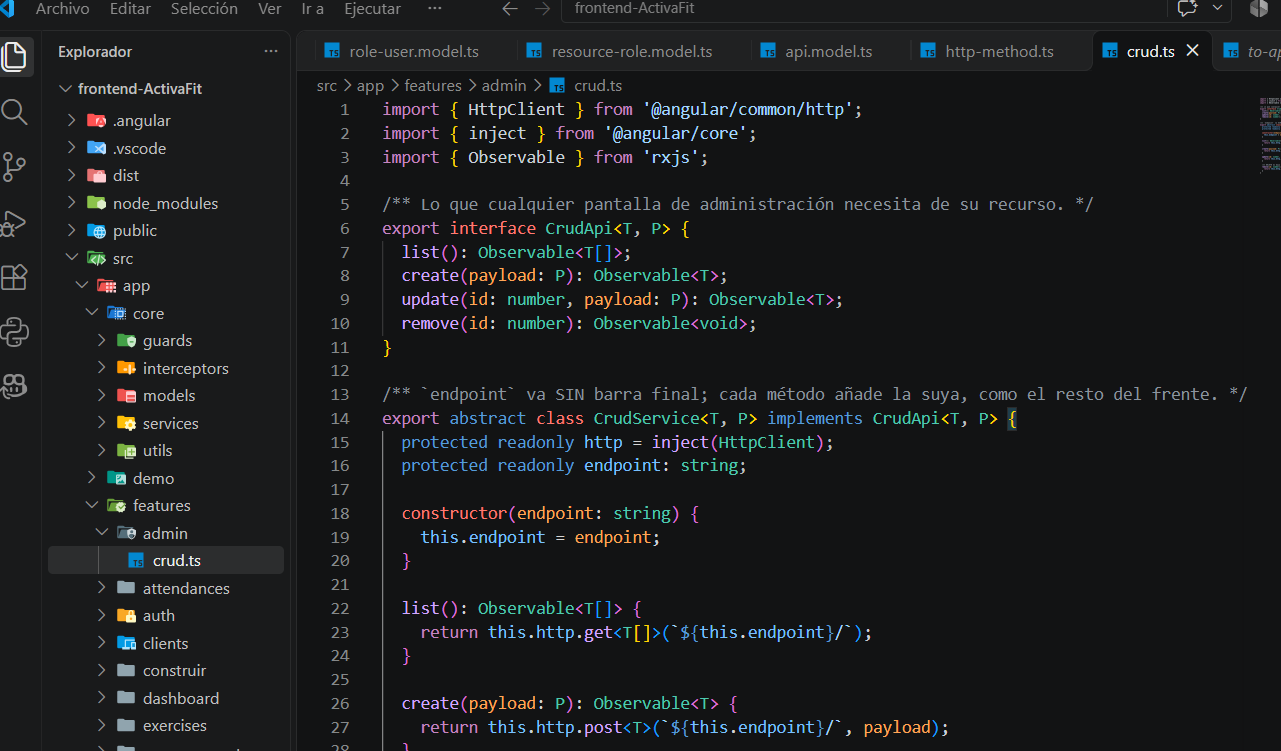 Archivo Editar Selección Ver Ir a Ejecutar ··· frontend-ActivaFit
Explorador ···
frontend-ActivaFit
.angular
.vscode
dist
node_modules
public
src
app
core
guards
interceptors
models
services
utils
demo
features
admin
crud.ts
attendances
auth
clients
construir
dashboard
exercises
role-user.model.ts resource-role.model.ts api.model.ts http-method.ts crud.ts
src > app > features > admin > crud.ts
1 import { HttpClient } from '@angular/common/http';
2 import { inject } from '@angular/core';
3 import { Observable } from 'rxjs';
4
5 /** Lo que cualquier pantalla de administración necesita de su recurso. */
6 export interface CrudApi<T, P> {
7 list(): Observable<T[]>;
8 create(payload: P): Observable<T>;
9 update(id: number, payload: P): Observable<T>;
10 remove(id: number): Observable<void>;
11 }
12
13 /** `endpoint` va SIN barra final; cada método añade la suya, como el resto del frente. */
14 export abstract class CrudService<T, P> implements CrudApi<T, P> {
15 protected readonly http = inject(HttpClient);
16 protected readonly endpoint: string;
17
18 constructor(endpoint: string) {
19 this.endpoint = endpoint;
20 }
21
22 list(): Observable<T[]> {
23 return this.http.get<T[]>(`${this.endpoint}/`);
24 }
25
26 create(payload: P): Observable<T> {
27 return this.http.post<T>(`${this.endpoint}/`, payload);
28 }